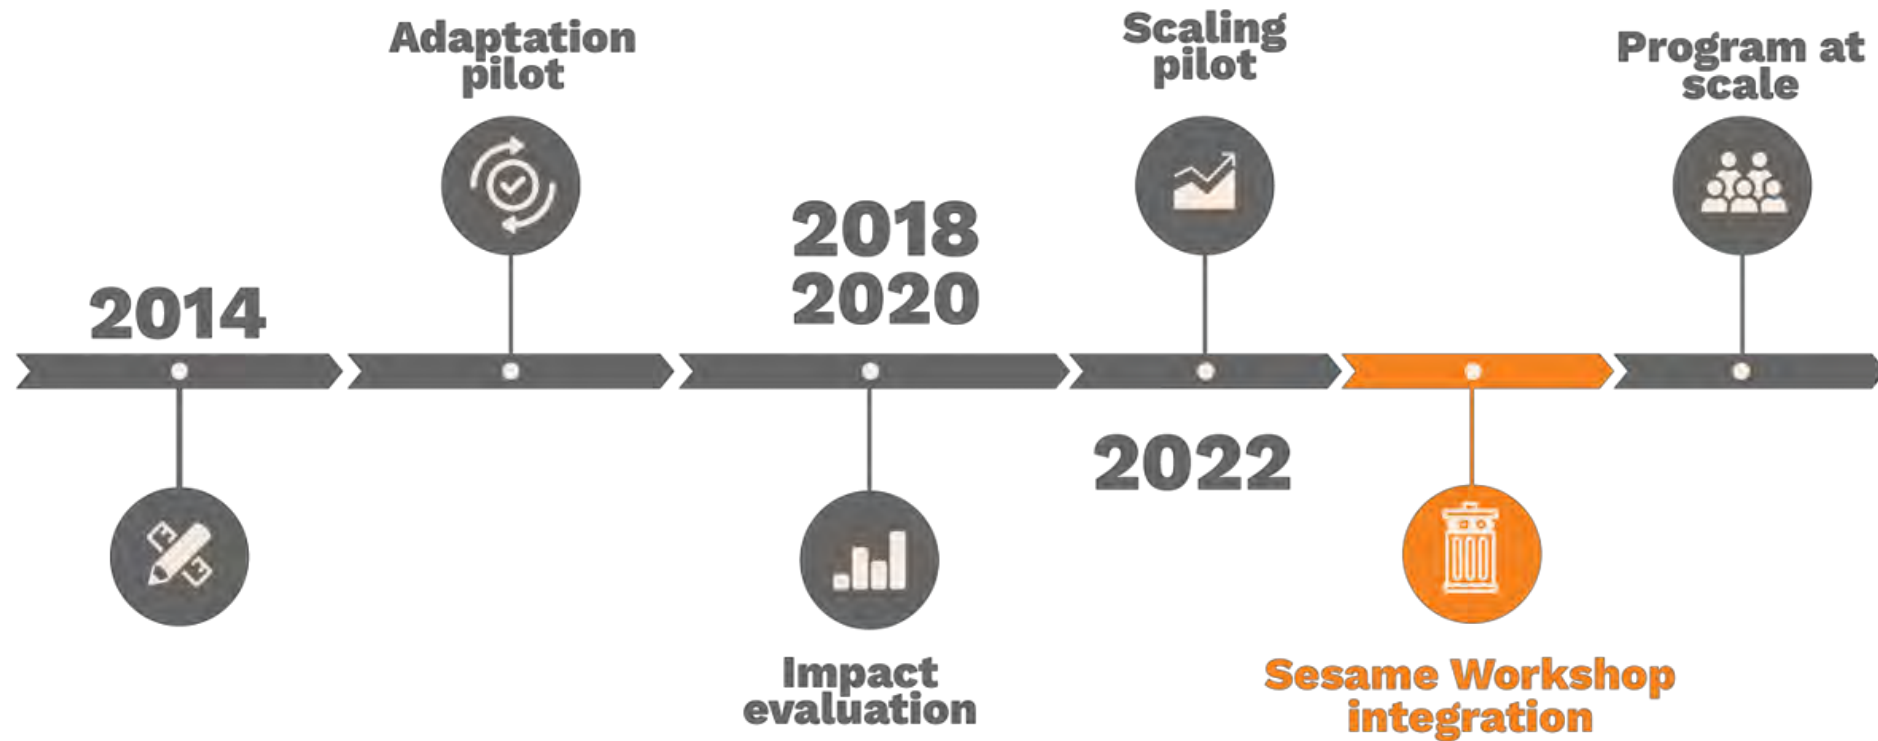 2014
Adaptation
pilot
2018
2020
Impact
evaluation
Scaling
pilot
2022
Sesame Workshop
integration
Program at
scale